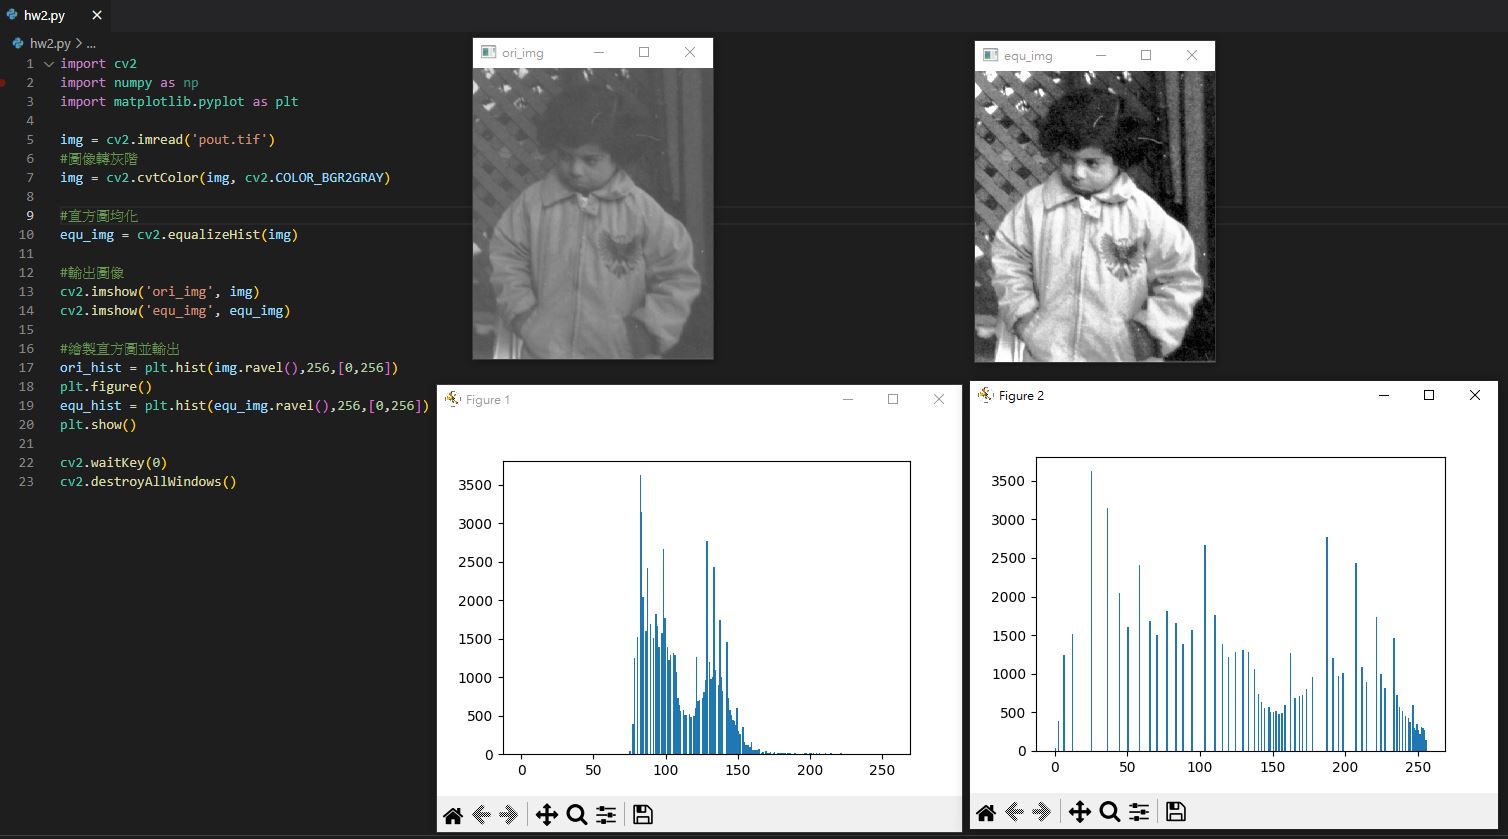 hw2.py
hw2.py > ...
1 import cv2
2 import numpy as np
3 import matplotlib.pyplot as plt
4
5 img = cv2.imread('pout.tif')
6 #圖像轉灰階
7 img = cv2.cvtColor(img, cv2.COLOR_BGR2GRAY)
8
9 #直方圖均化
10 equ_img = cv2.equalizeHist(img)
11
12 #輸出圖像
13 cv2.imshow('ori_img', img)
14 cv2.imshow('equ_img', equ_img)
15
16 #繪製直方圖並輸出
17 ori_hist = plt.hist(img.ravel(),256,[0,256])
18 plt.figure()
19 equ_hist = plt.hist(equ_img.ravel(),256,[0,256])
20 plt.show()
21
22 cv2.waitKey(0)
23 cv2.destroyAllWindows()
ori_img
equ_img
Figure 1
3500
3000
2500
2000
1500
1000
500
0
0 50 100 150 200 250
Figure 2
3500
3000
2500
2000
1500
1000
500
0
0 50 100 150 200 250